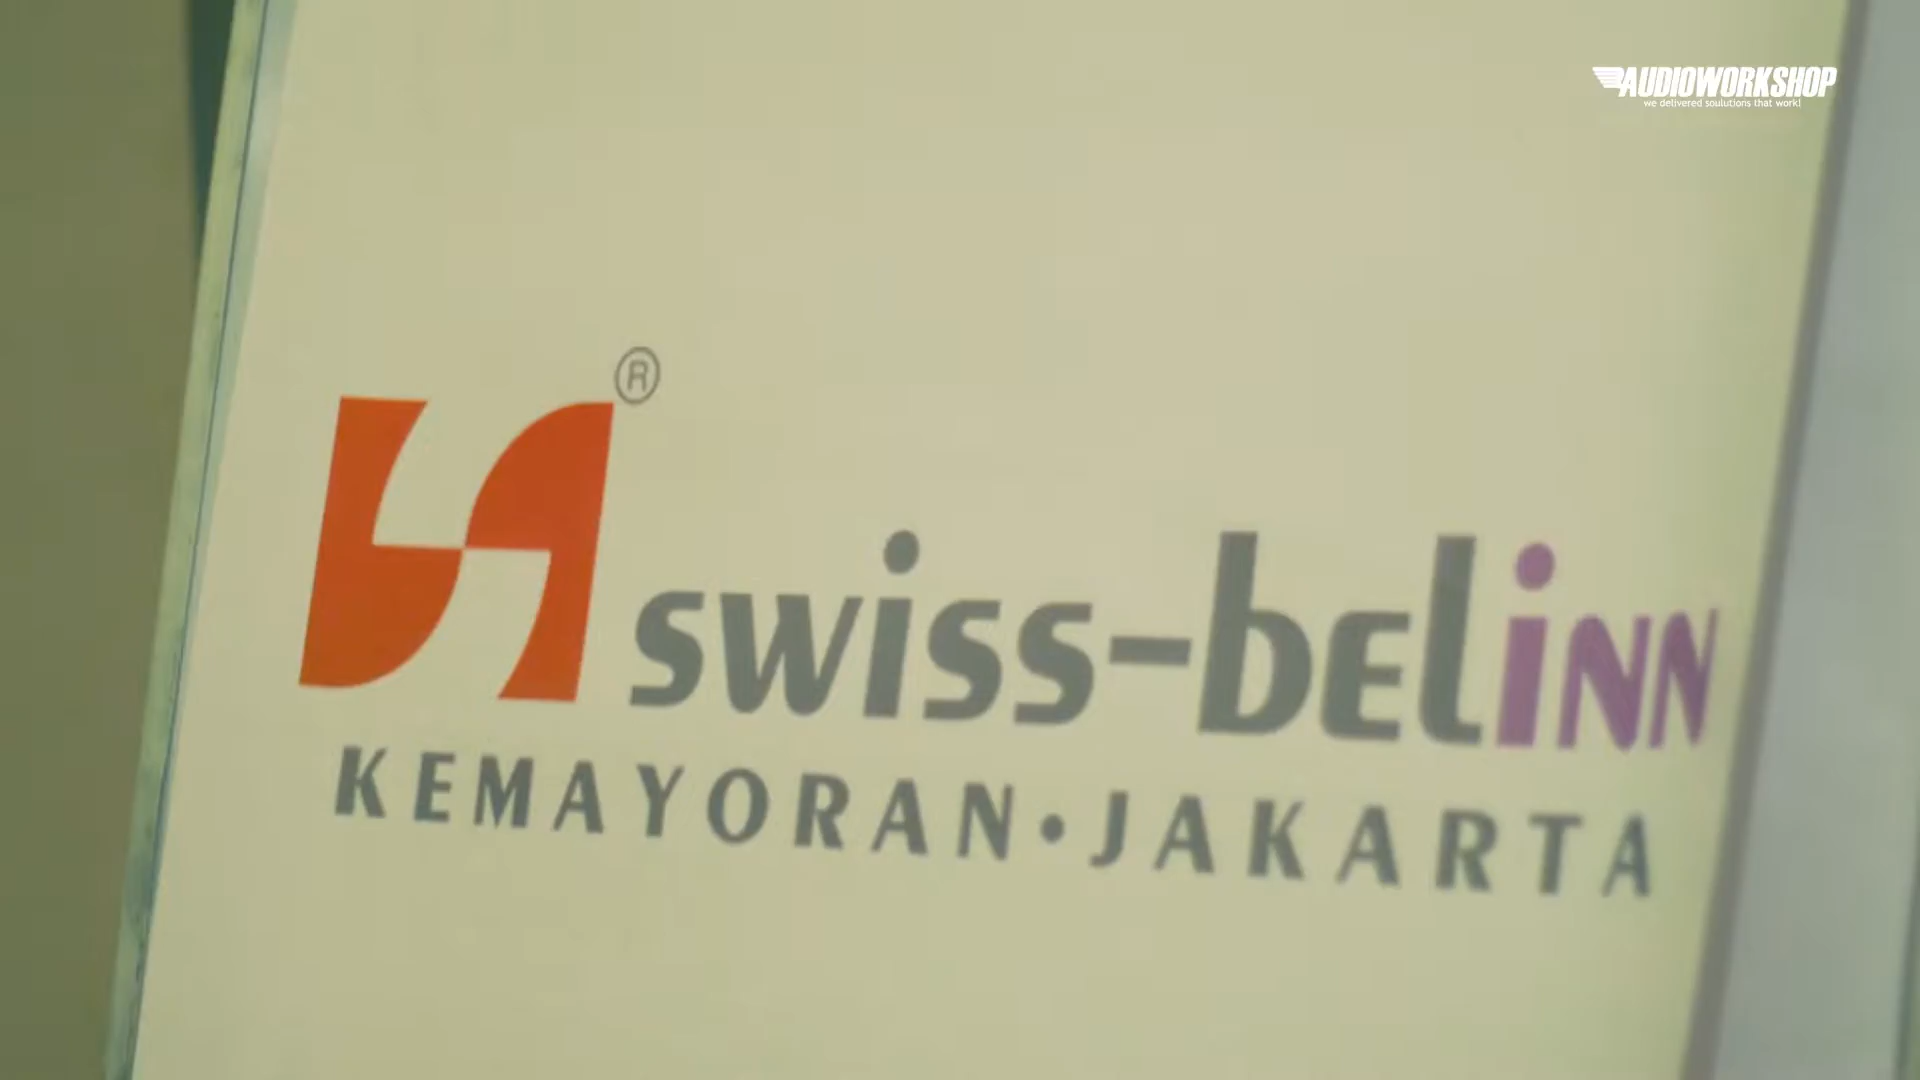 AUDIOWORKSHOP
we delivered soulutions that work!
®
swiss-belinn
KEMAYORAN•JAKARTA